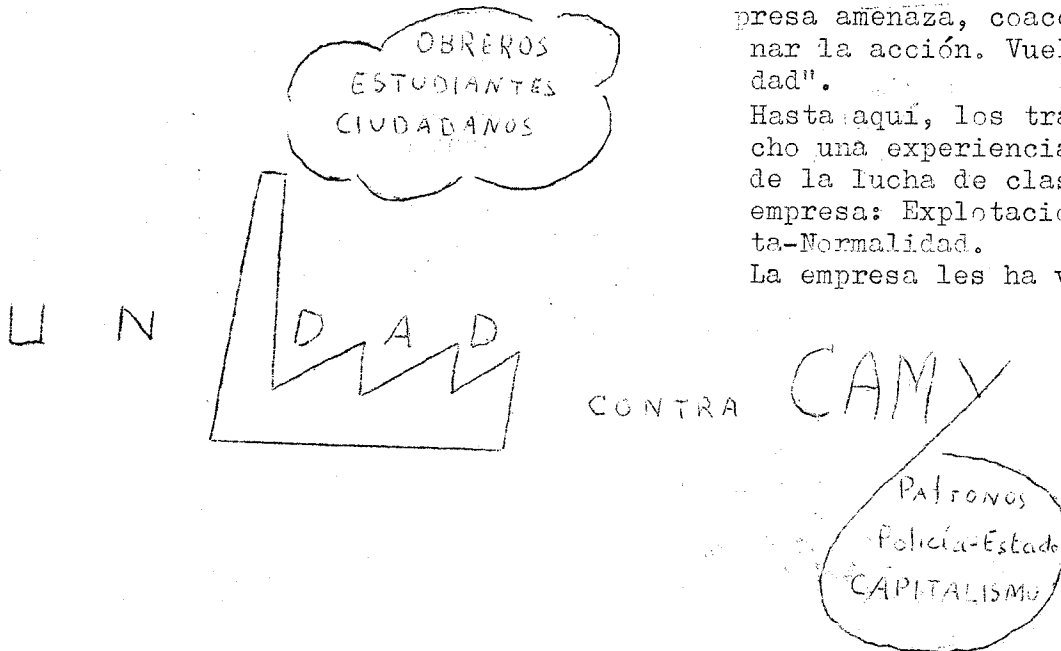 OBREROS
ESTUDIANTES
CIUDADANOS
presa amenaza, coacc
nar la acción. Vuel
dad".
Hasta aquí, los tra
cho una experiencia
de la lucha de clas
empresa: Explotació
ta-Normalidad.
La empresa les ha v
U N D A D
CONTRA CAMY
PATRONOS
Policía-Estado
CAPITALISMO